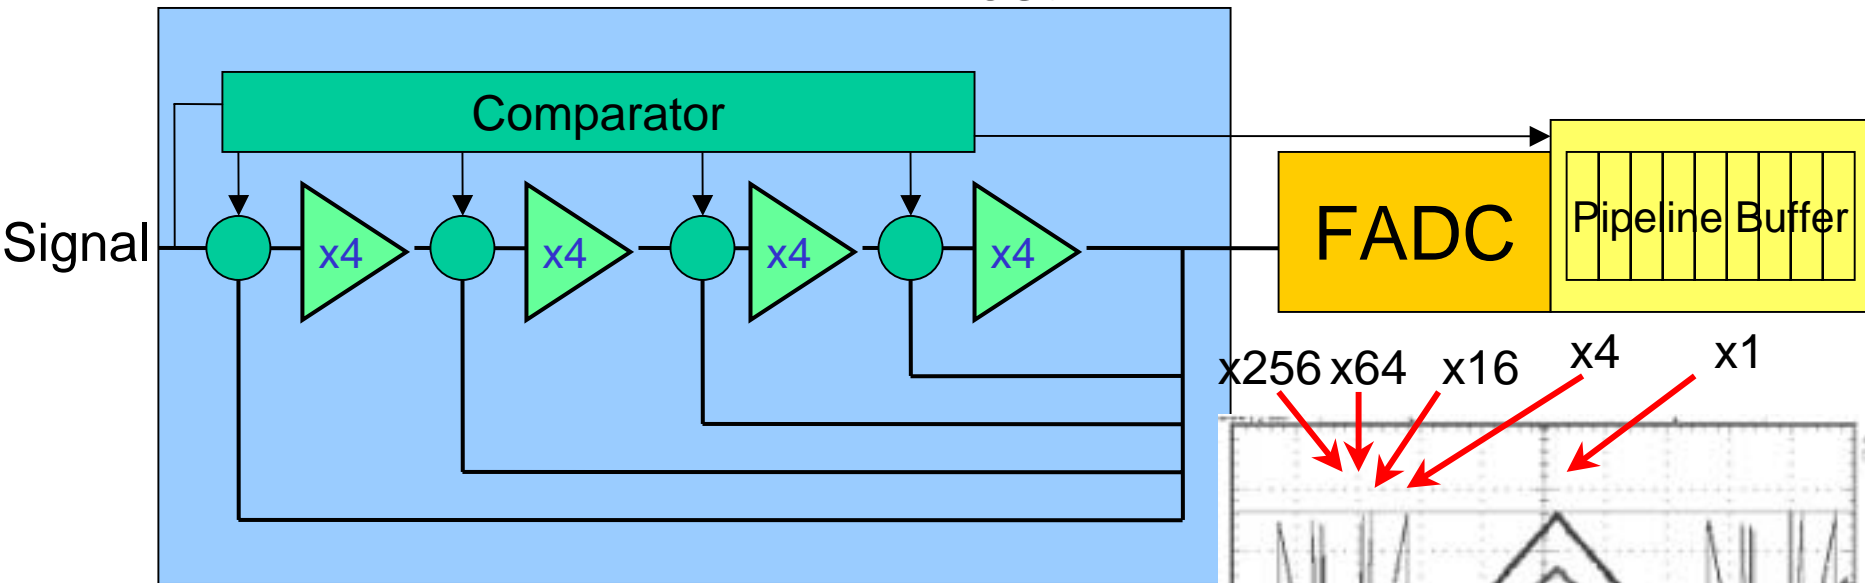 Comparator
Signal
x4
x4
x4
x4
FADC
Pipeline Buffer
x256 x64 x16 x4 x1